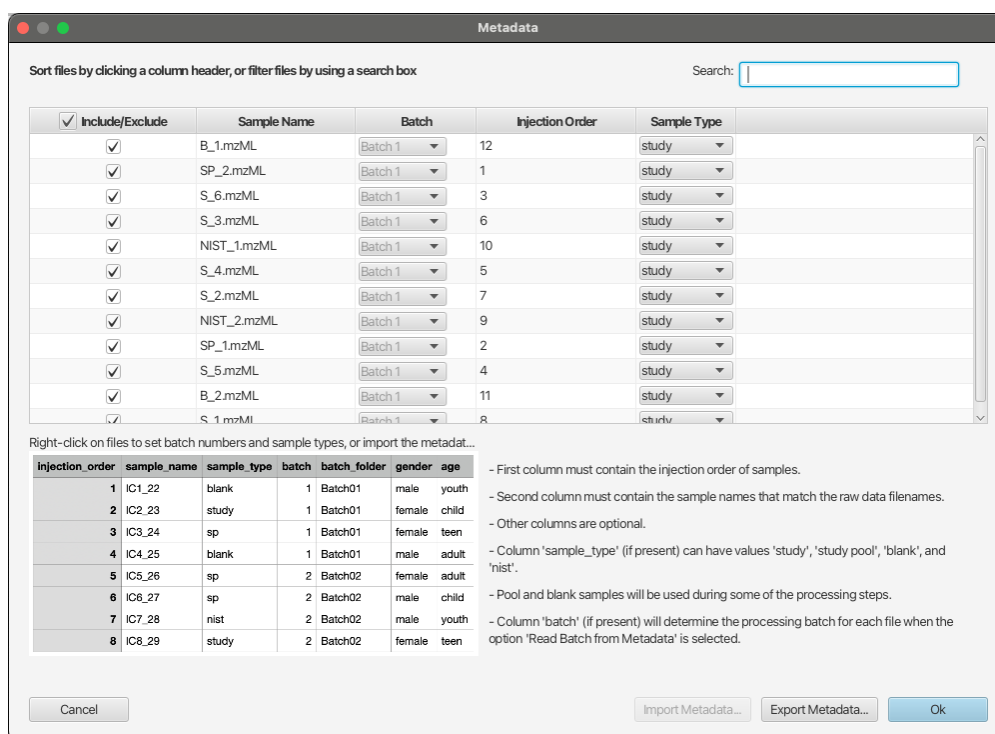 Metadata
Sort files by clicking a column header, or filter files by using a search box Search:
Include/Exclude Sample Name Batch Injection Order Sample Type
B_1.mzML Batch 1 12 study
SP_2.mzML Batch 1 1 study
S_6.mzML Batch 1 3 study
S_3.mzML Batch 1 6 study
NIST_1.mzML Batch 1 10 study
S_4.mzML Batch 1 5 study
S_2.mzML Batch 1 7 study
NIST_2.mzML Batch 1 9 study
SP_1.mzML Batch 1 2 study
S_5.mzML Batch 1 4 study
B_2.mzML Batch 1 11 study
S_1.mzML Batch 1 8 study
Right-click on files to set batch numbers and sample types, or import the metadat...
injection_order sample_name sample_type batch batch_folder gender age
1 IC1_22 blank 1 Batch01 male youth
2 IC2_23 study 1 Batch01 female child
3 IC3_24 sp 1 Batch01 female teen
4 IC4_25 blank 1 Batch01 male adult
5 IC5_26 sp 2 Batch02 female adult
6 IC6_27 sp 2 Batch02 male child
7 IC7_28 nist 2 Batch02 male youth
8 IC8_29 study 2 Batch02 female teen
- First column must contain the injection order of samples.
- Second column must contain the sample names that match the raw data filenames.
- Other columns are optional.
- Column 'sample_type' (if present) can have values 'study', 'study pool', 'blank', and
'nist'.
- Pool and blank samples will be used during some of the processing steps.
- Column 'batch' (if present) will determine the processing batch for each file when the
option 'Read Batch from Metadata' is selected.
Cancel Import Metadata... Export Metadata... Ok